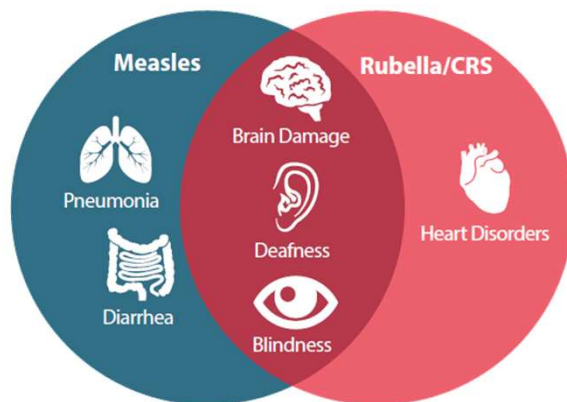 Measles
Rubella/CRS
Brain Damage
Pneumonia
Deafness
Heart Disorders
Diarrhea
Blindness